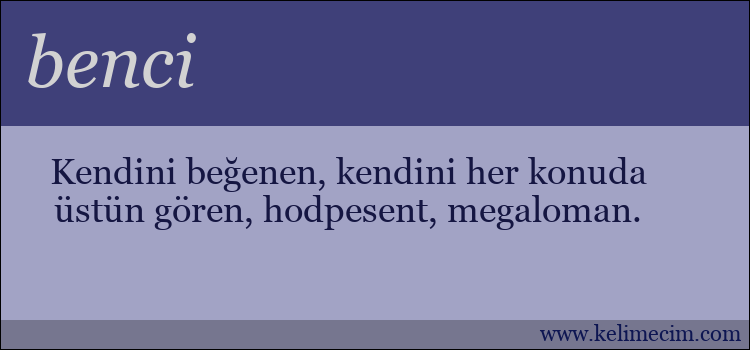 benci
Kendini beğenen, kendini her konuda
üstün gören, hodpesent, megaloman.
www.kelimecim.com